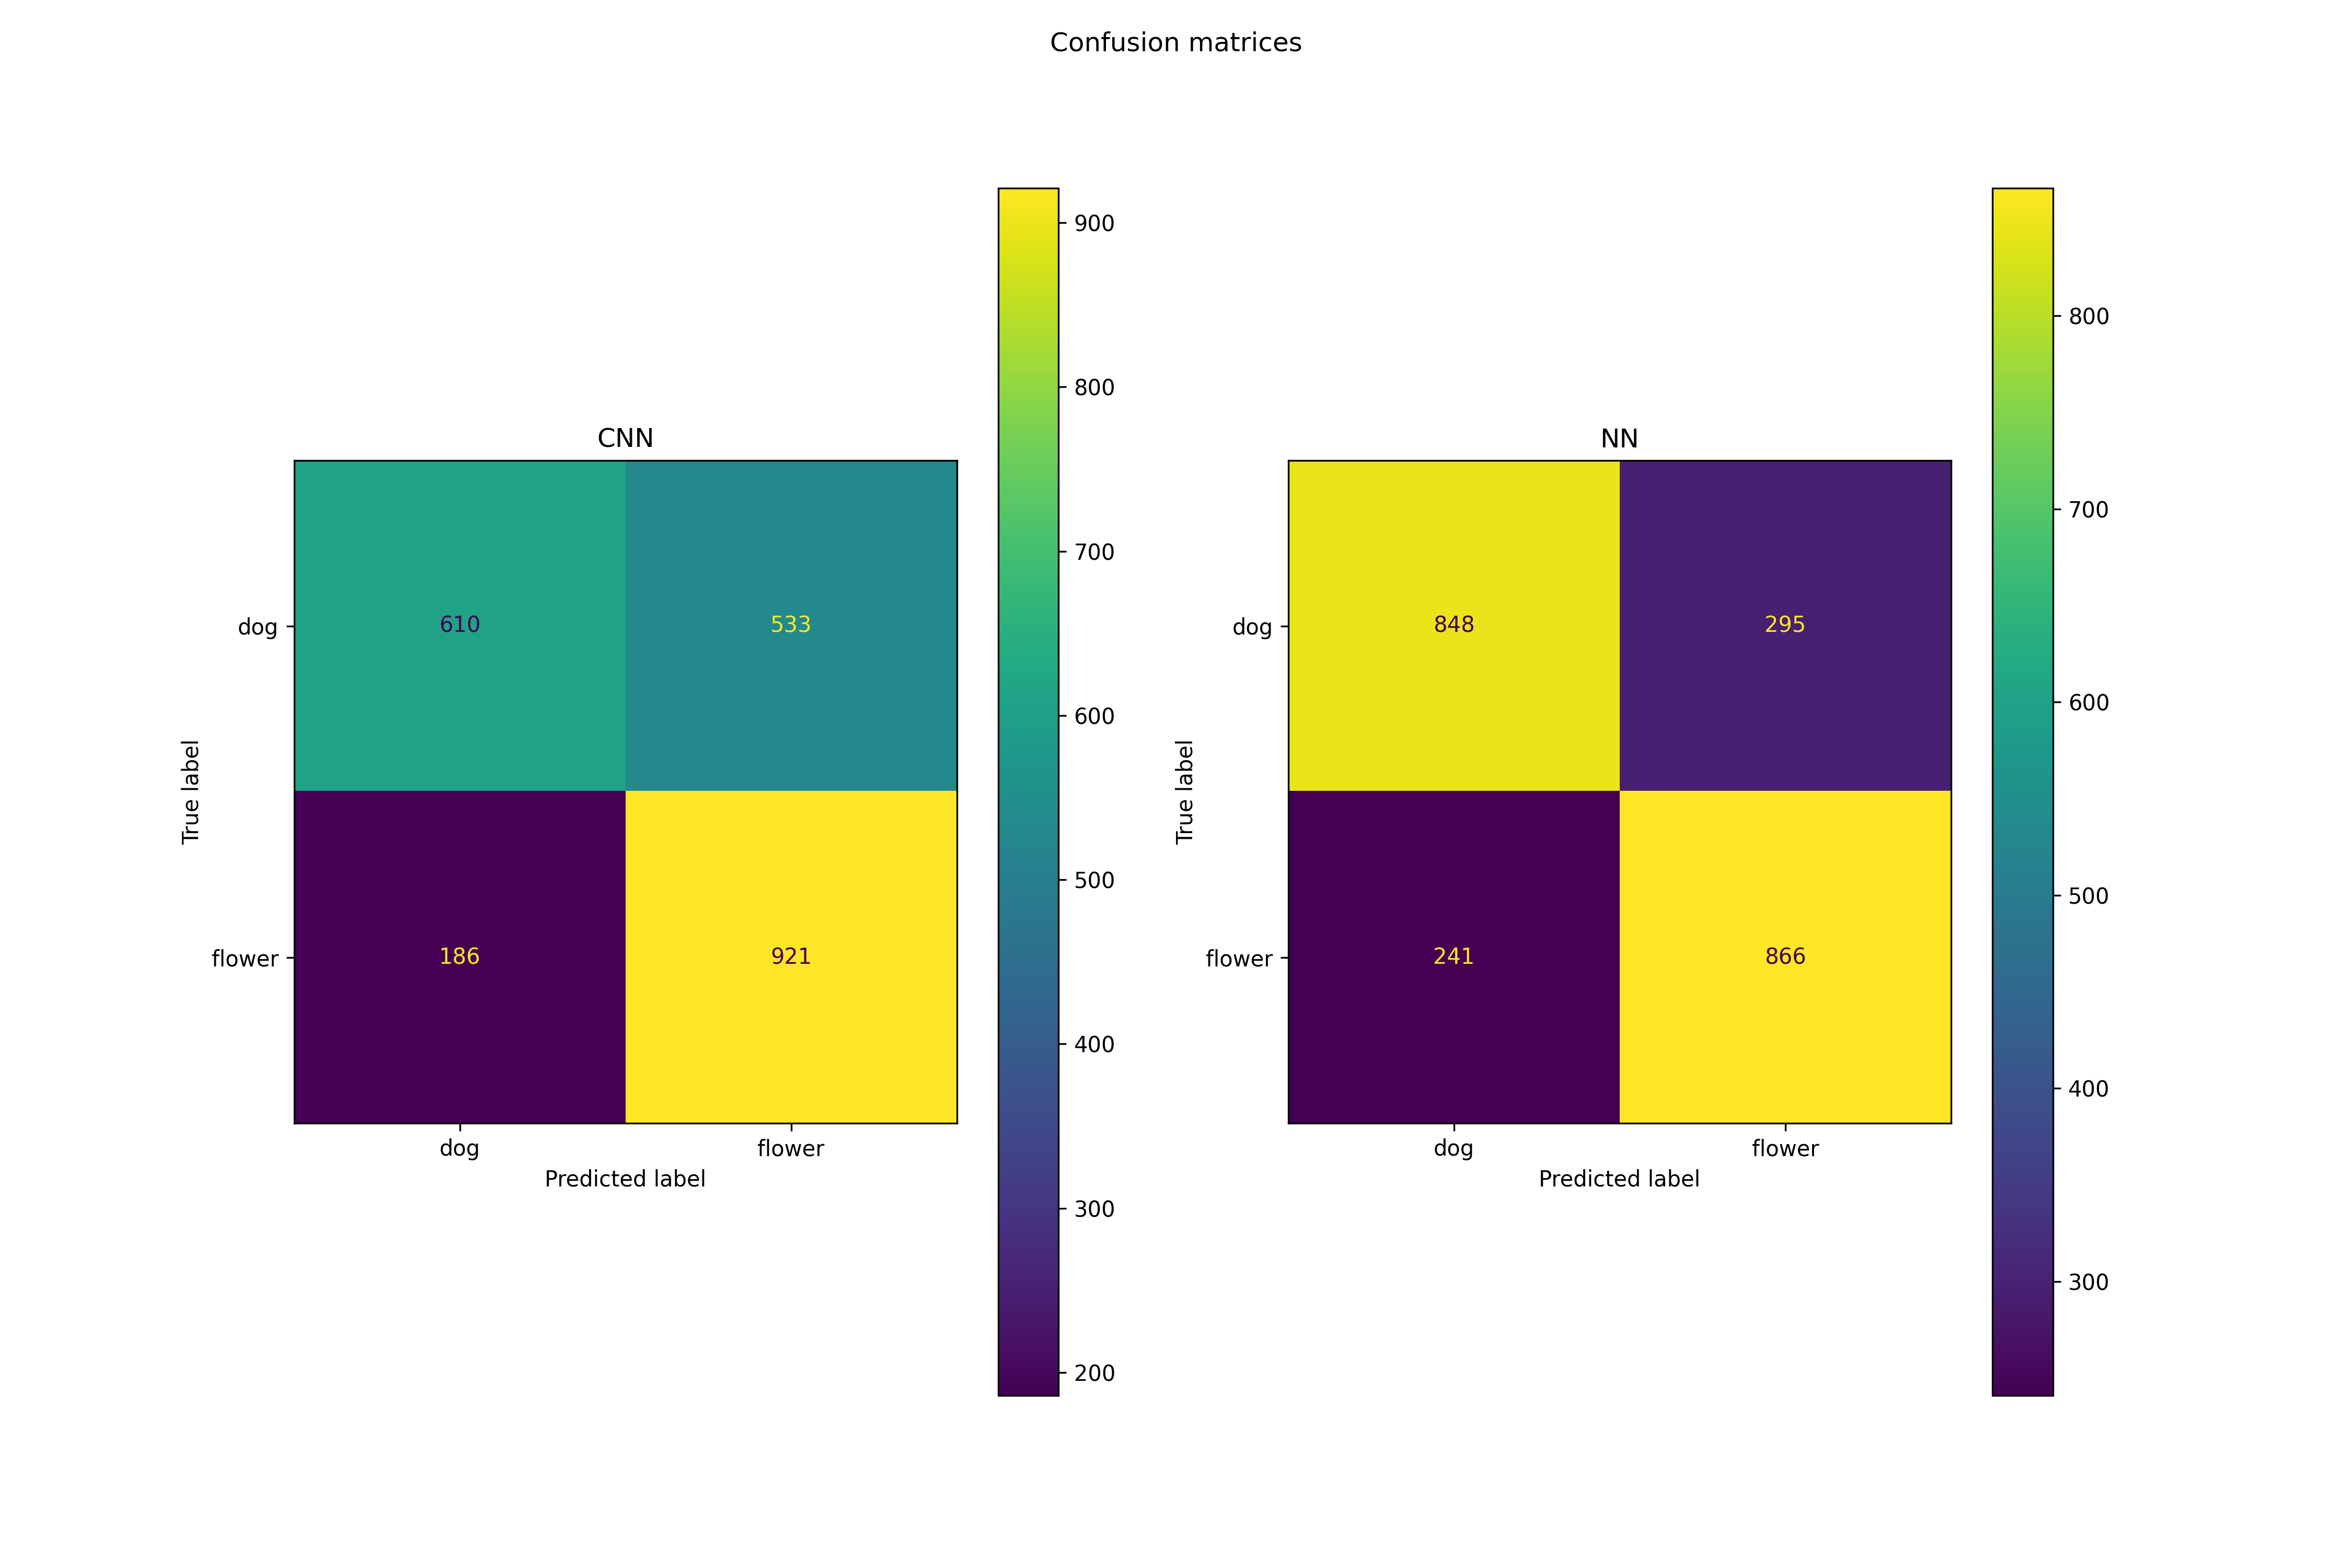 Confusion matrices
CNN
610 533
186 921
dog
flower
True label
dog flower
Predicted label
900
800
700
600
500
400
300
200
NN
848 295
241 866
dog
flower
True label
dog flower
Predicted label
800
700
600
500
400
300